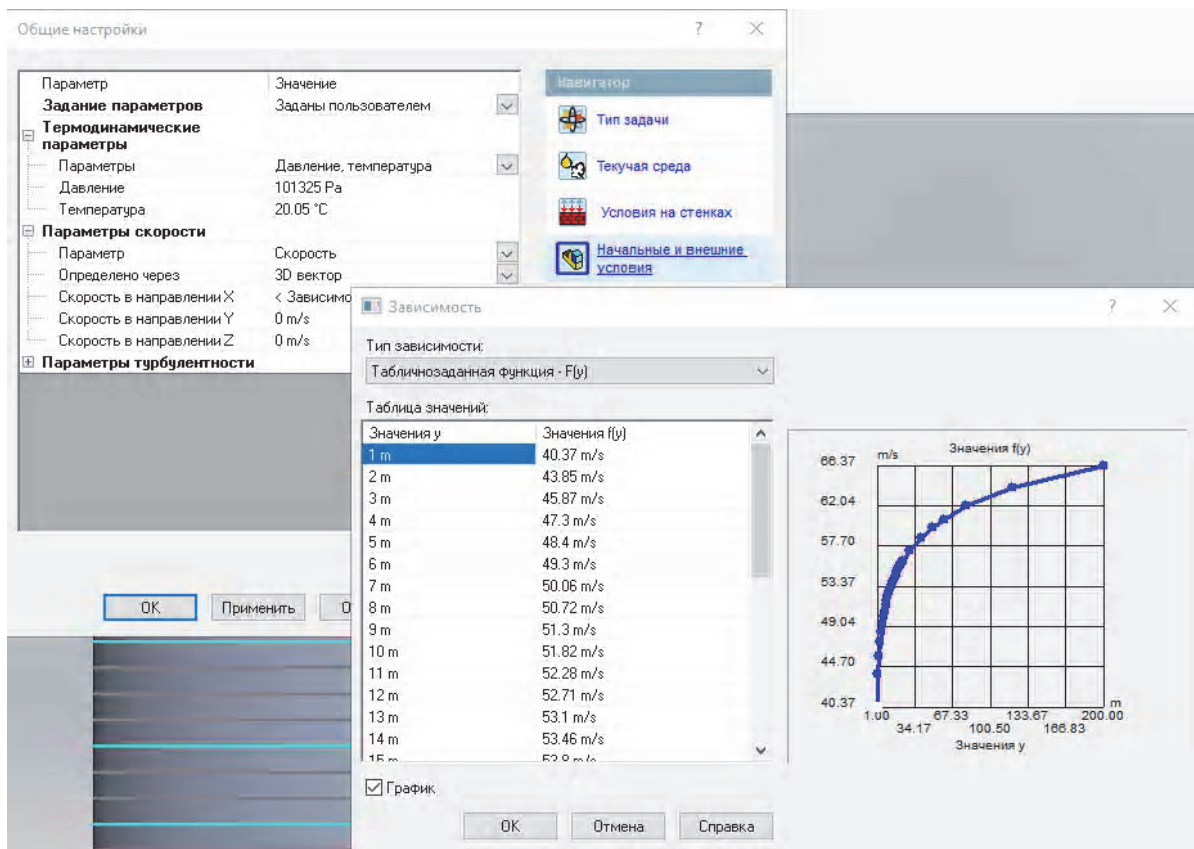 Общие настройки ? ×
Параметр Значение
Задание параметров Заданы пользователем
Термодинамические
параметры
Параметры Давление, температура
Давление 101325 Pa
Температура 20.05 °C
Параметры скорости
Параметр Скорость
Определено через 3D вектор
Скорость в направлении X < Зависимо
Скорость в направлении Y 0 m/s
Скорость в направлении Z 0 m/s
Параметры турбулентности
OK Применить О
Навигатор
Тип задачи
Текучая среда
Условия на стенках
Начальные и внешние
условия
Зависимость ? ×
Тип зависимости:
Табличнозаданная функция - F(y)
Таблица значений:
Значения y Значения f(y)
1 m 40.37 m/s
2 m 43.85 m/s
3 m 45.87 m/s
4 m 47.3 m/s
5 m 48.4 m/s
6 m 49.3 m/s
7 m 50.06 m/s
8 m 50.72 m/s
9 m 51.3 m/s
10 m 51.82 m/s
11 m 52.28 m/s
12 m 52.71 m/s
13 m 53.1 m/s
14 m 53.46 m/s
15 m 53.8 m/s
График
OK Отмена Справка
m/s Значения f(y)
66.37
62.04
57.70
53.37
49.04
44.70
40.37
m
1.00 67.33 133.67 200.00
34.17 100.50 166.83
Значения y